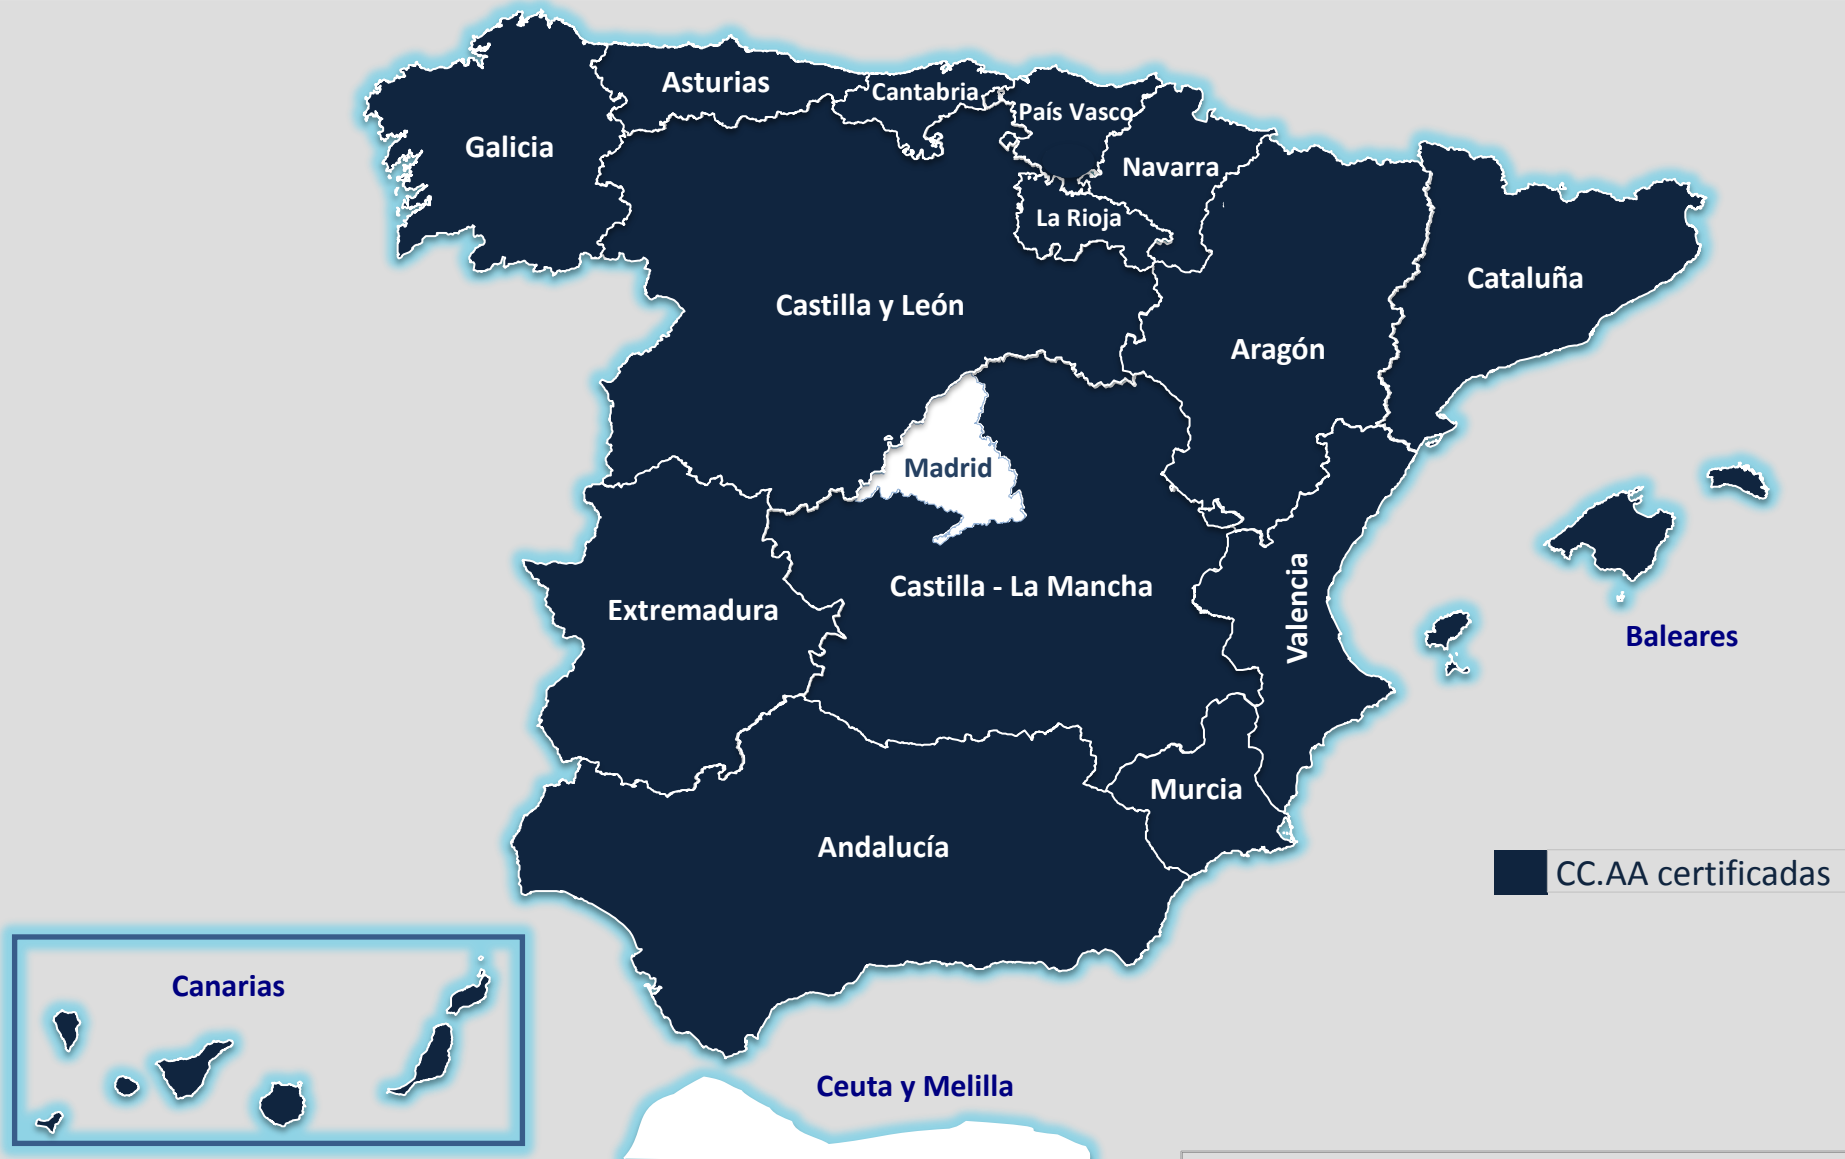 Asturias
Cantabria
País Vasco
Galicia
Navarra
La Rioja
Cataluña
Castilla y León
Aragón
Madrid
Castilla - La Mancha
Extremadura
Valencia
Baleares
Murcia
Andalucía
CC.AA certificadas
Canarias
Ceuta y Melilla